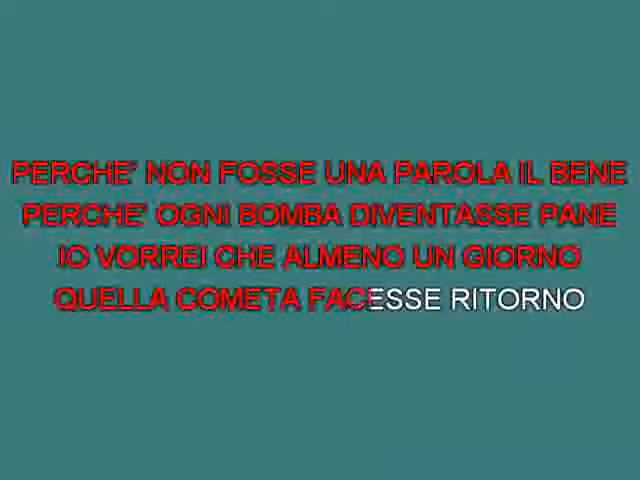 PERCHE' NON FOSSE UNA PAROLA IL BENE
PERCHE' OGNI BOMBA DIVENTASSE PANE
IO VORREI CHE ALMENO UN GIORNO
QUELLA COMETA FACESSE RITORNO